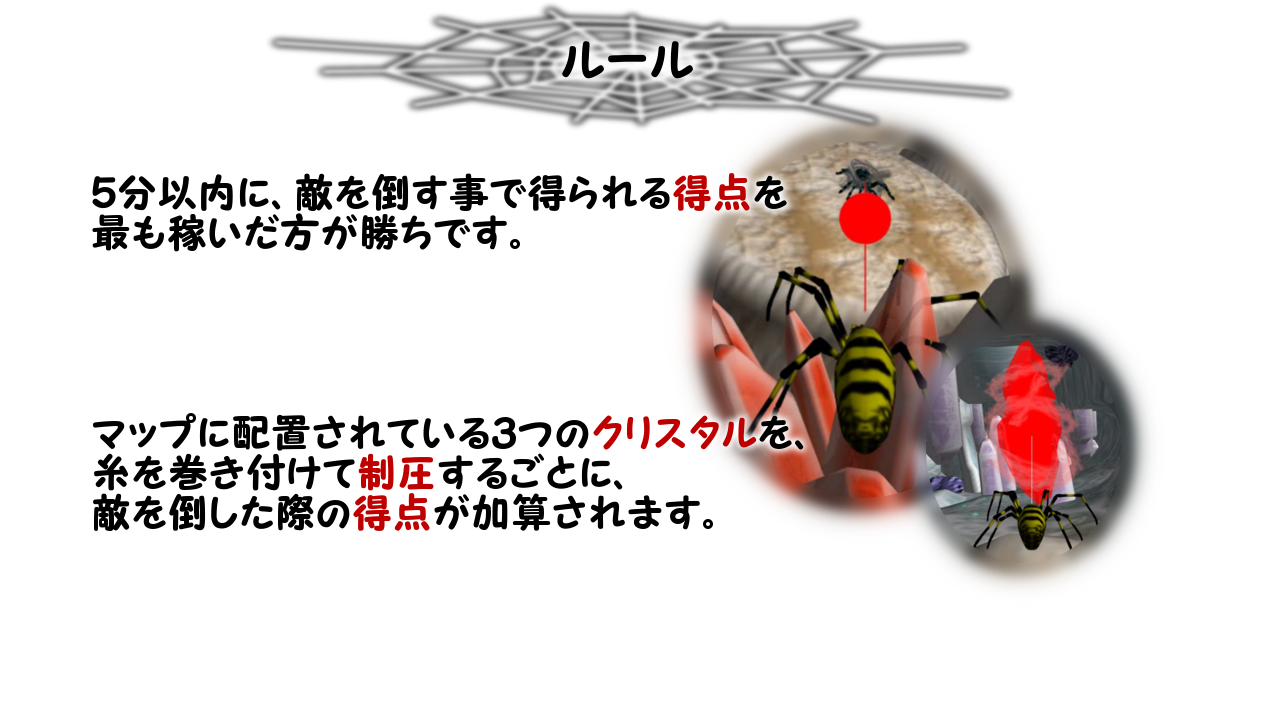 ルール
5分以内に、敵を倒す事で得られる得点を
最も稼いだ方が勝ちです。
マップに配置されている3つのクリスタルを、
糸を巻き付けて制圧するごとに、
敵を倒した際の得点が加算されます。